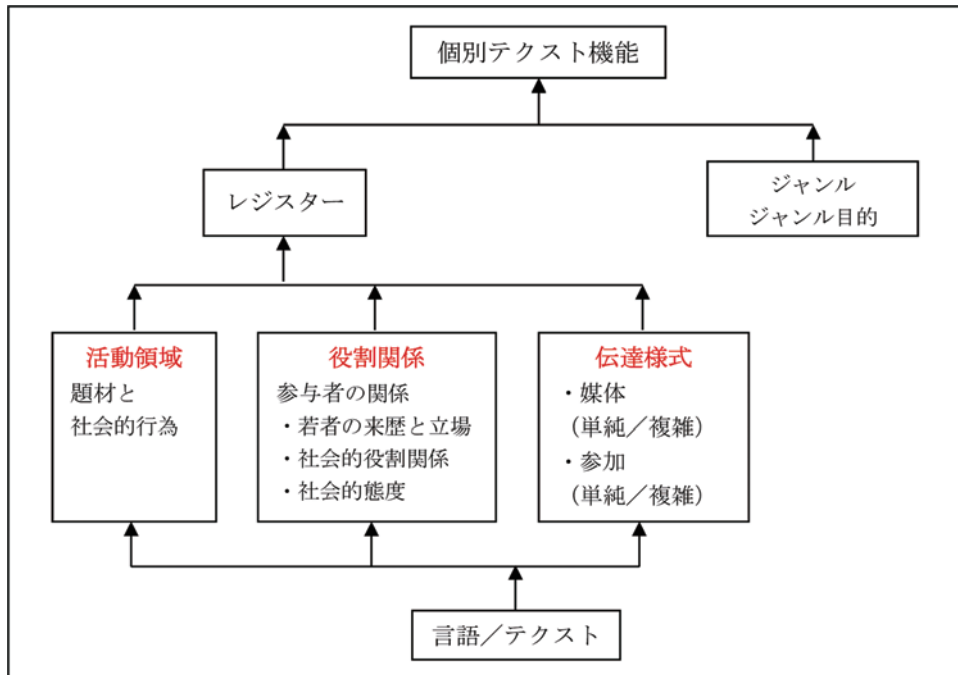 個別テクスト機能
レジスター
ジャンル
ジャンル目的
活動領域
題材と
社会的行為
役割関係
参与者の関係
・若者の来歴と立場
・社会的役割関係
・社会的態度
伝達様式
・媒体
（単純／複雑）
・参加
（単純／複雑）
言語／テクスト